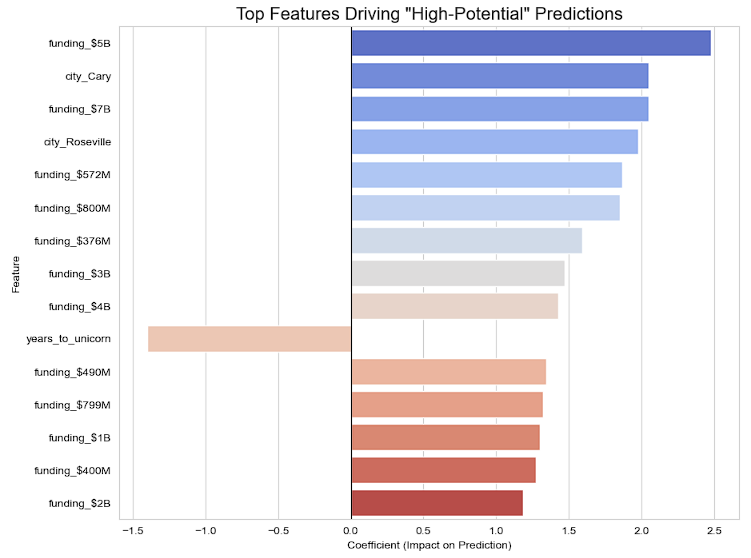 Top Features Driving "High-Potential" Predictions
Feature
funding_$5B
city_Cary
funding_$7B
city_Roseville
funding_$572M
funding_$800M
funding_$376M
funding_$3B
funding_$4B
years_to_unicorn
funding_$490M
funding_$799M
funding_$1B
funding_$400M
funding_$2B
−1.5 −1.0 −0.5 0.0 0.5 1.0 1.5 2.0 2.5
Coefficient (Impact on Prediction)